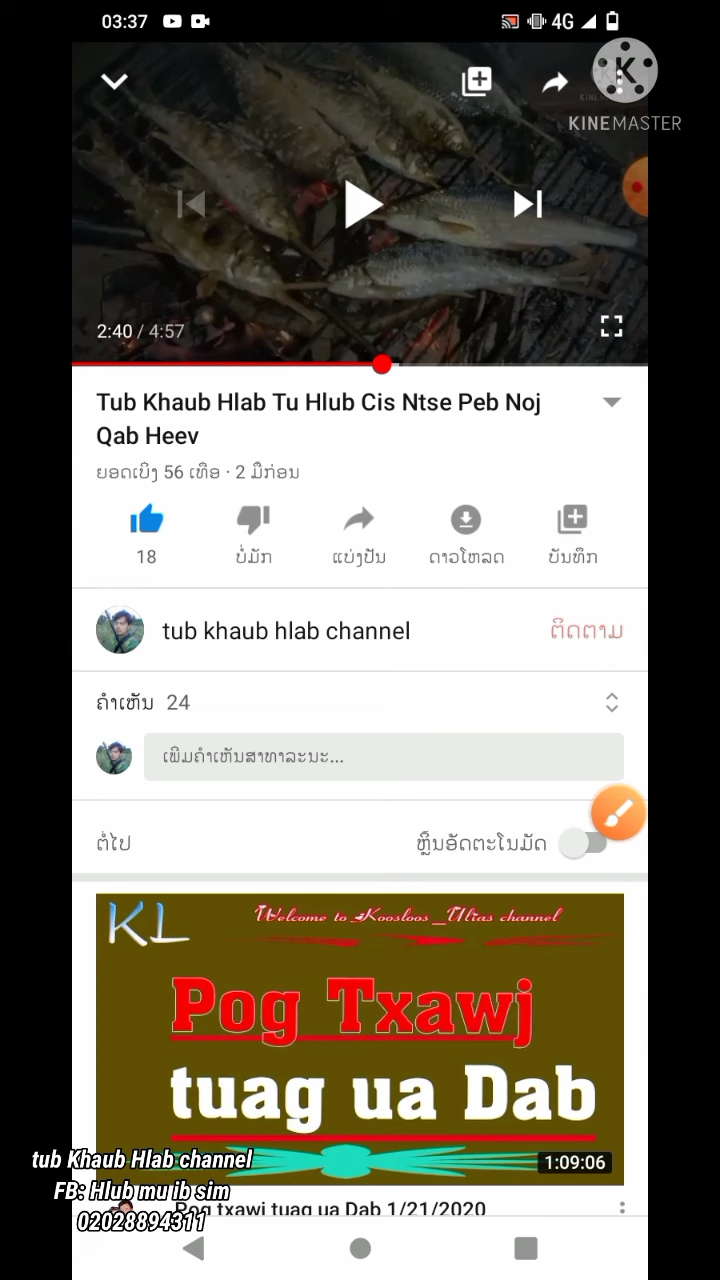 03:37
4G
KINEMASTER
2:40 / 4:57
Tub Khaub Hlab Tu Hlub Cis Ntse Peb Noj
Qab Heev
ຍອດເບິ່ງ 56 ເທື່ອ · 2 ມື້ກ່ອນ
18
ບໍ່ມັກ
ແບ່ງປັນ
ດາວໂຫລດ
ບັນທຶກ
tub khaub hlab channel
ຕິດຕາມ
ຄຳເຫັນ 24
ເພີ່ມຄຳເຫັນສາທາລະນະ...
ຕໍ່ໄປ
ຫຼິ້ນອັດຕະໂນມັດ
KL
Welcome to Koosloos_Ulias channel
Pog Txawj
tuag ua Dab
1:09:06
Pog txawj tuag ua Dab 1/21/2020
tub Khaub Hlab channel
FB: Hlub mu ib sim
02028894311